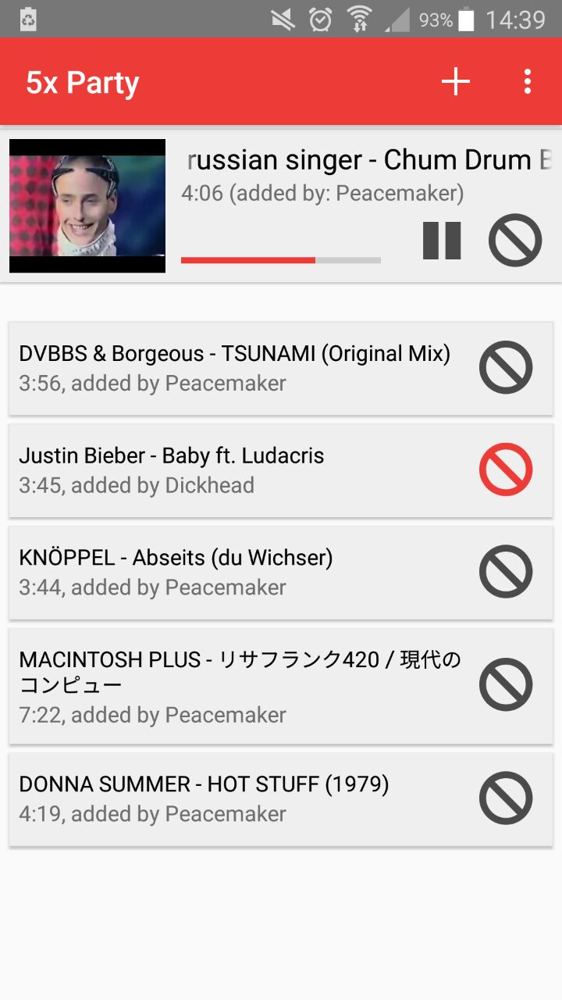 93% 14:39
5x Party
russian singer - Chum Drum
4:06 (added by: Peacemaker)
DVBBS & Borgeous - TSUNAMI (Original Mix)
3:56, added by Peacemaker
Justin Bieber - Baby ft. Ludacris
3:45, added by Dickhead
KNÖPPEL - Abseits (du Wichser)
3:44, added by Peacemaker
MACINTOSH PLUS - リサフランク420 / 現代の
コンピュー
7:22, added by Peacemaker
DONNA SUMMER - HOT STUFF (1979)
4:19, added by Peacemaker